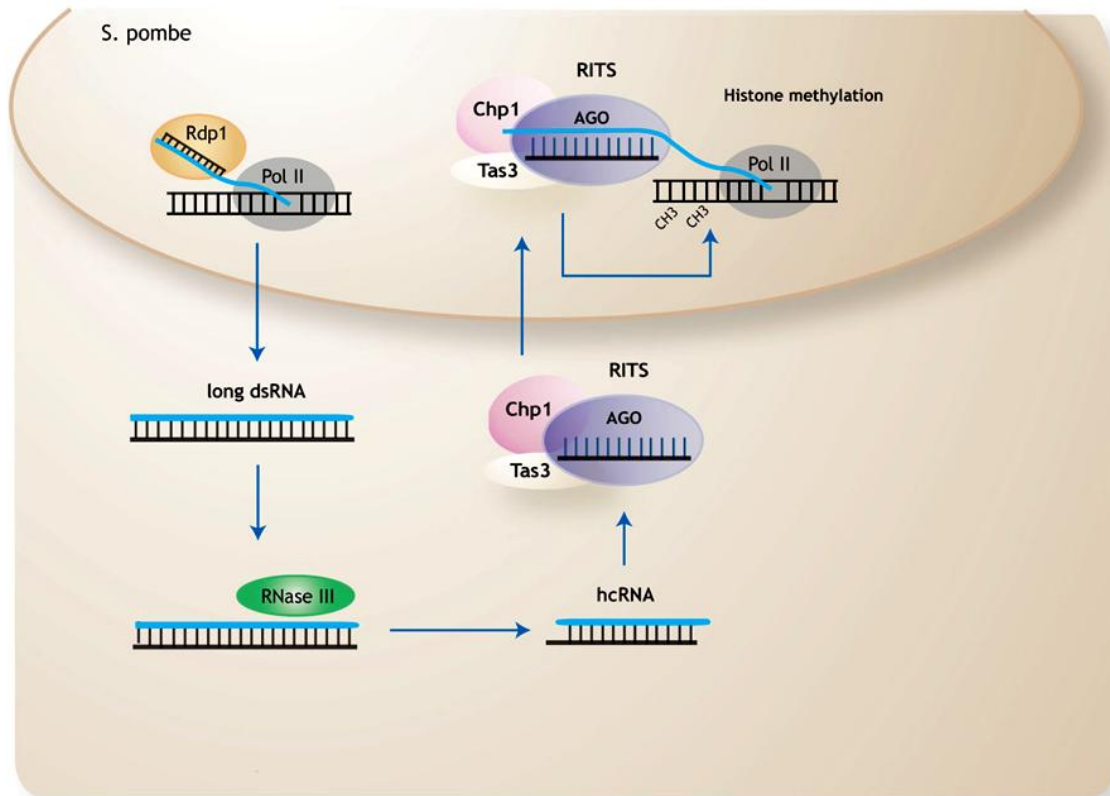 S. pombe
Rdp1
Pol II
RITS
Chp1
AGO
Tas3
Histone methylation
Pol II
CH3
CH3
long dsRNA
RITS
Chp1
AGO
Tas3
RNase III
hcRNA